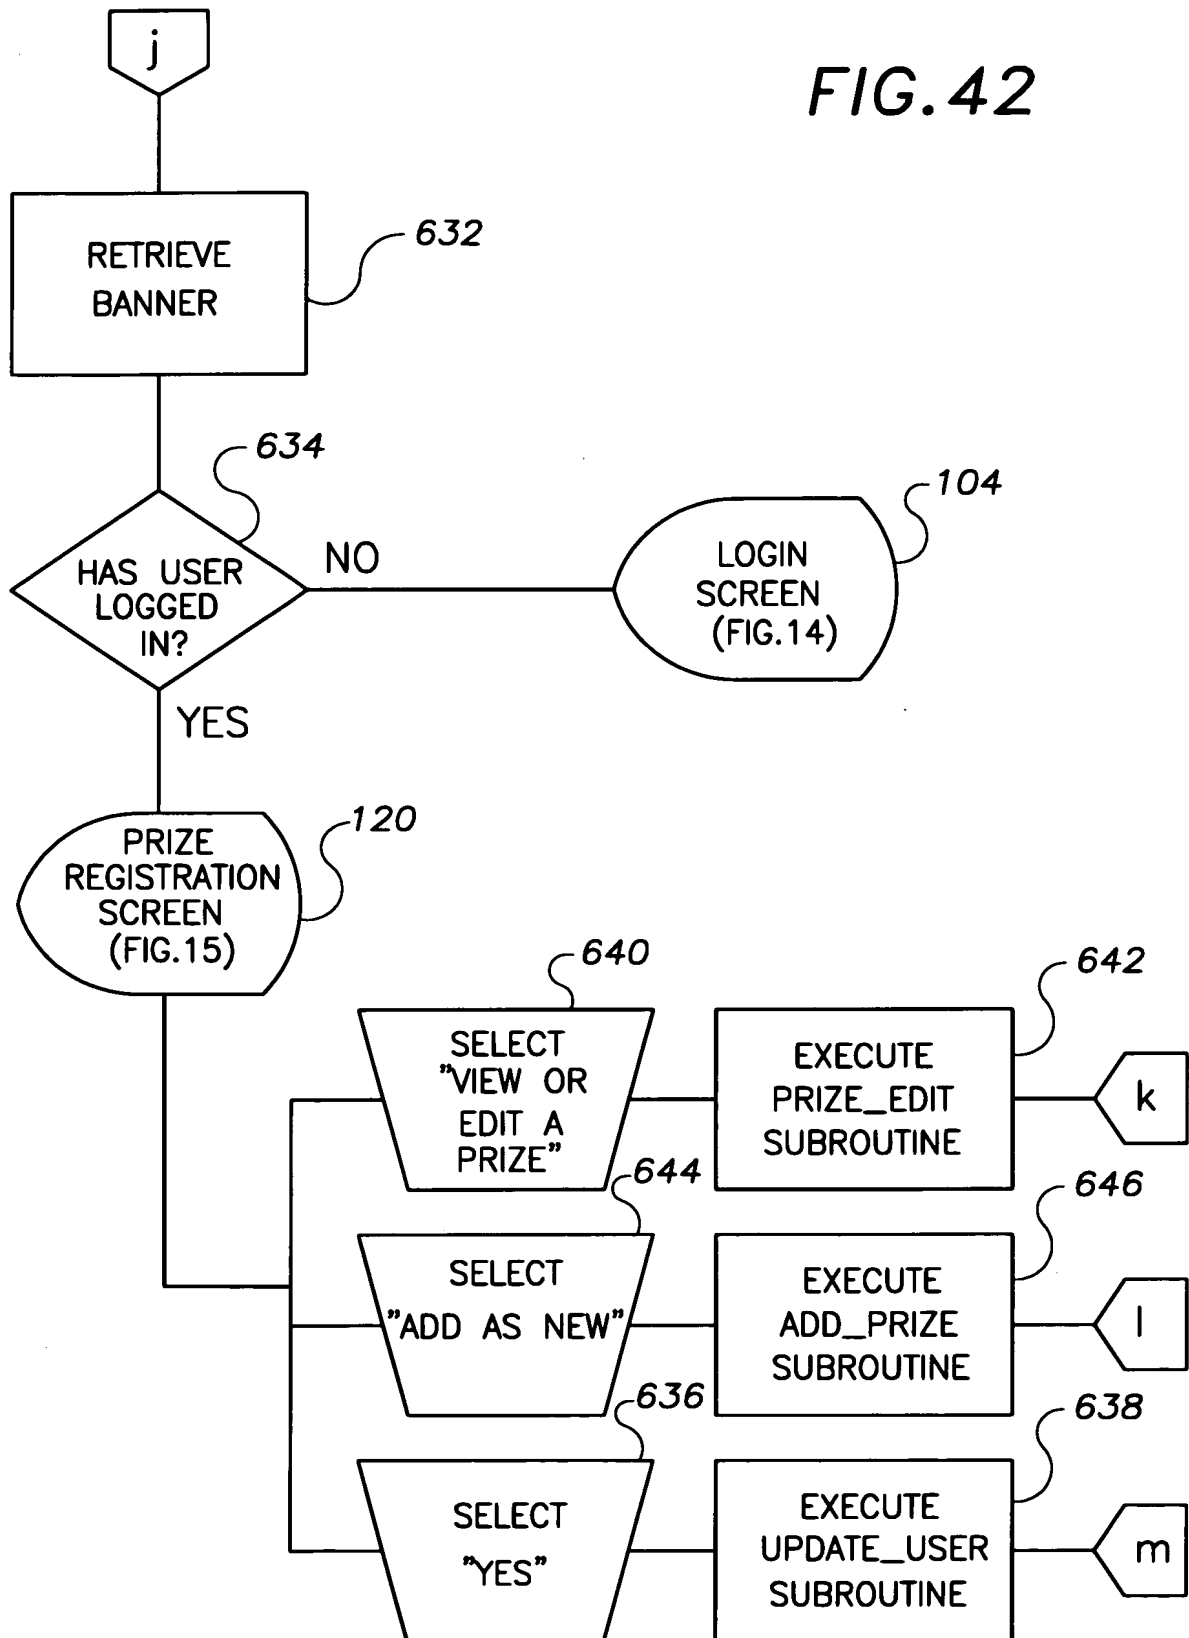 j
FIG.42
RETRIEVE
BANNER
632
634
HAS USER
LOGGED
IN?
NO
LOGIN
SCREEN
(FIG.14)
104
YES
PRIZE
REGISTRATION
SCREEN
(FIG.15)
120
640
SELECT
"VIEW OR
EDIT A
PRIZE"
642
EXECUTE
PRIZE_EDIT
SUBROUTINE
k
644
SELECT
"ADD AS NEW"
646
EXECUTE
ADD_PRIZE
SUBROUTINE
l
636
SELECT
"YES"
638
EXECUTE
UPDATE_USER
SUBROUTINE
m